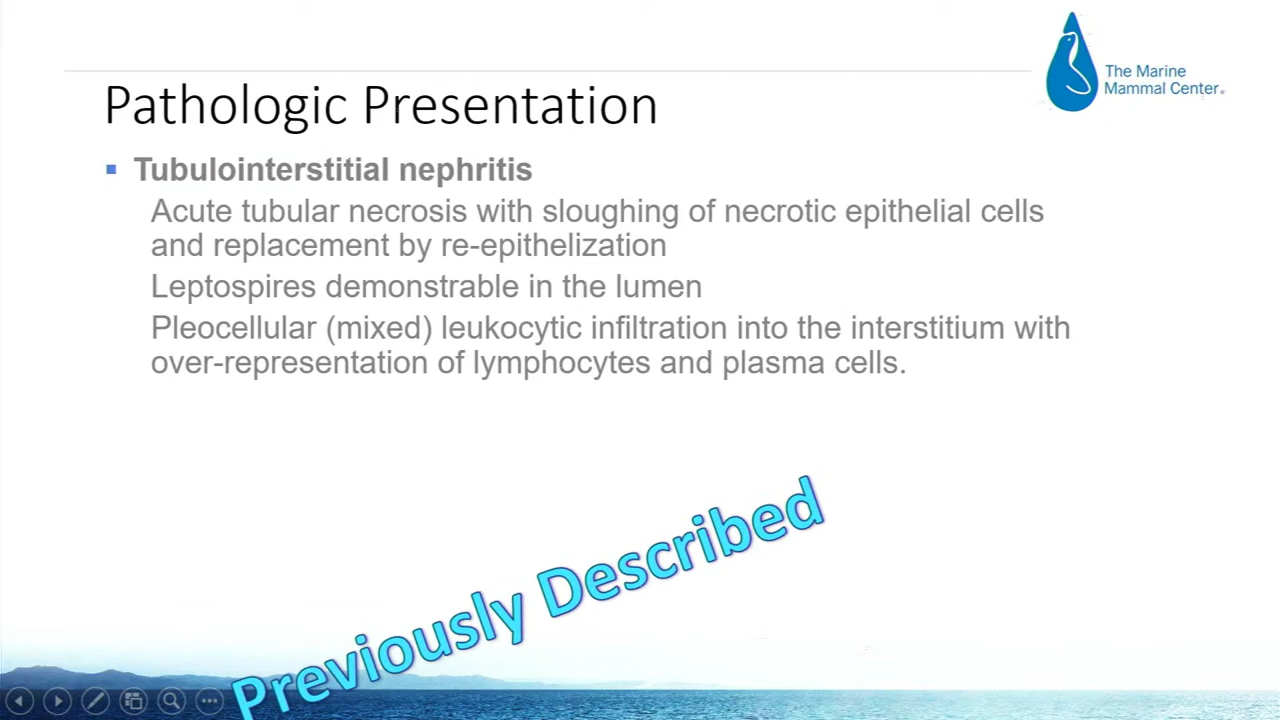 The Marine
Mammal Center®
Pathologic Presentation
Tubulointerstitial nephritis
Acute tubular necrosis with sloughing of necrotic epithelial cells
and replacement by re-epithelization
Leptospires demonstrable in the lumen
Pleocellular (mixed) leukocytic infiltration into the interstitium with
over-representation of lymphocytes and plasma cells.
Previously Described